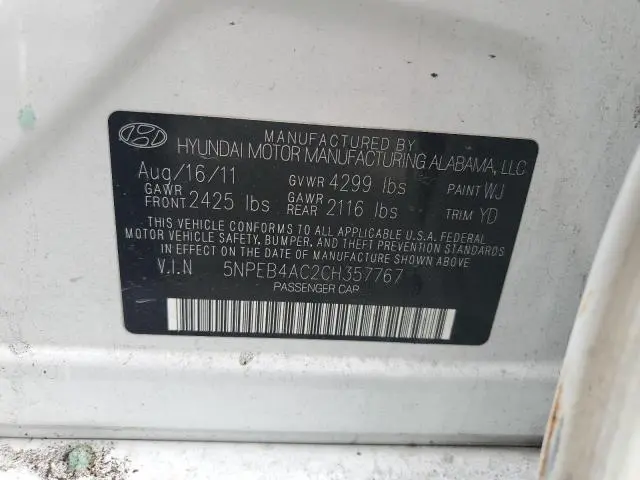 MANUFACTURED BY
HYUNDAI MOTOR MANUFACTURING ALABAMA, LLC
Aug/16/11 GVWR 4299 lbs PAINT WJ
GAWR FRONT 2425 lbs GAWR REAR 2116 lbs TRIM YD
THIS VEHICLE CONFORMS TO ALL APPLICABLE U.S.A. FEDERAL
MOTOR VEHICLE SAFETY, BUMPER, AND THEFT PREVENTION STANDARDS
IN EFFECT ON THE DATE OF MANUFACTURE SHOWN ABOVE.
V.I.N 5NPEB4AC2CH357767
PASSENGER CAR